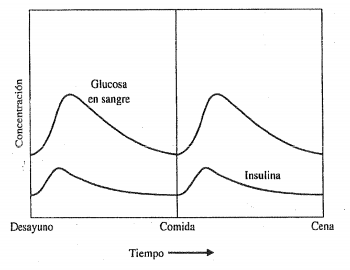 Concentración
Glucosa
en sangre
Insulina
Desayuno
Comida
Cena
Tiempo